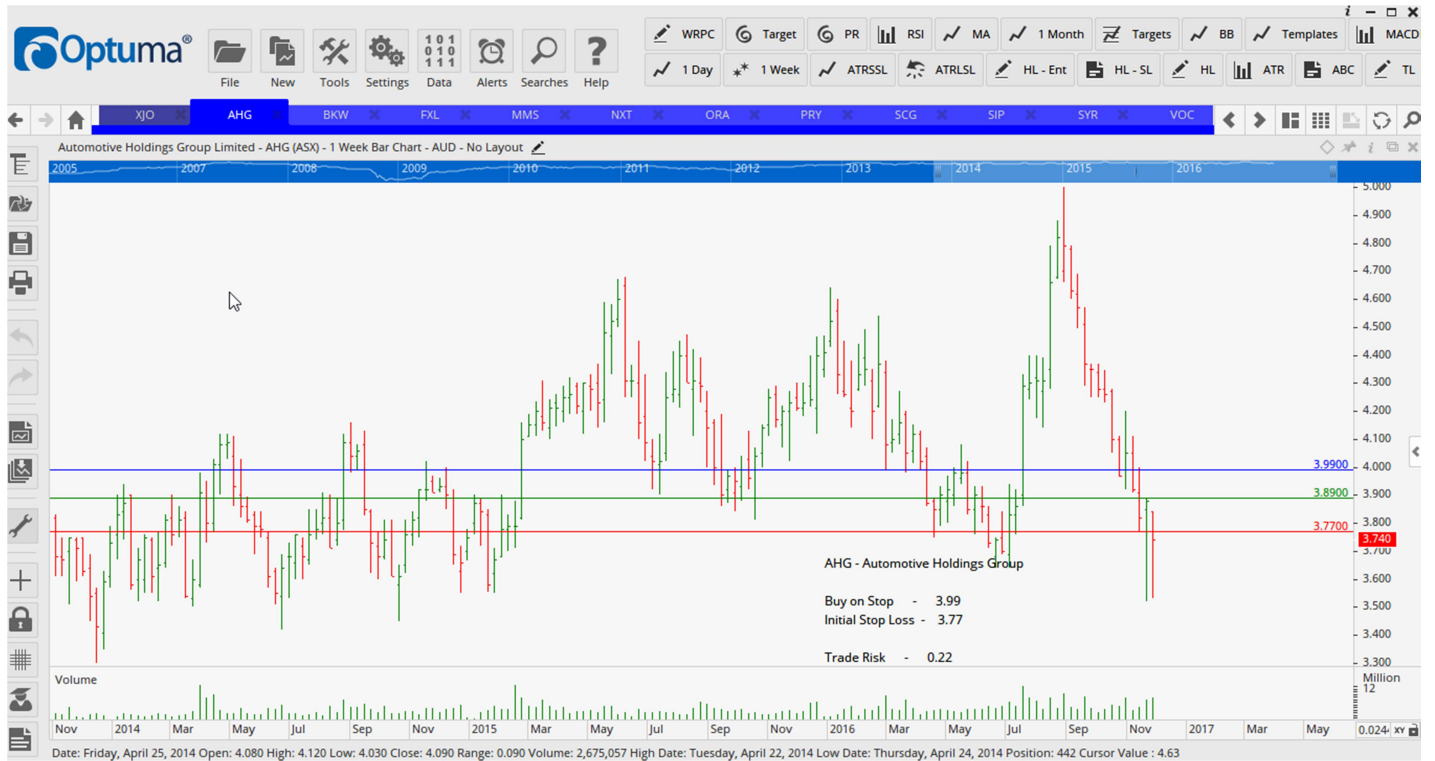 i
Optuma®
WRPC Target PR RSI MA 1 Month Targets BB Templates MACD
1 Day 1 Week ATRSSL ATRLSL HL - Ent HL - SL HL ATR ABC TL
101
010
111
File New Tools Settings Data Alerts Searches Help
XJO AHG BKW FXL MMS NXT ORA PRY SCG SIP SYR VOC
Automotive Holdings Group Limited - AHG (ASX) - 1 Week Bar Chart - AUD - No Layout
2005 2007 2008 2009 2010 2011 2012 2013 2014 2015 2016
5.000
4.900
4.800
4.700
4.600
4.500
4.400
4.300
4.200
4.100
3.9900 4.000
3.8900 3.900
3.7700 3.800
3.740
3.700
AHG - Automotive Holdings Group
3.600
Buy on Stop - 3.99
3.500
Initial Stop Loss - 3.77
3.400
Trade Risk - 0.22
3.300
Volume
Million
12
Nov 2014 Mar May Jul Sep Nov 2015 Mar May Jul Sep Nov 2016 Mar May Jul Sep Nov 2017 Mar May 0.024 XY
Date: Friday, April 25, 2014 Open: 4.080 High: 4.120 Low: 4.030 Close: 4.090 Range: 0.090 Volume: 2,675,057 High Date: Tuesday, April 22, 2014 Low Date: Thursday, April 24, 2014 Position: 442 Cursor Value : 4.63